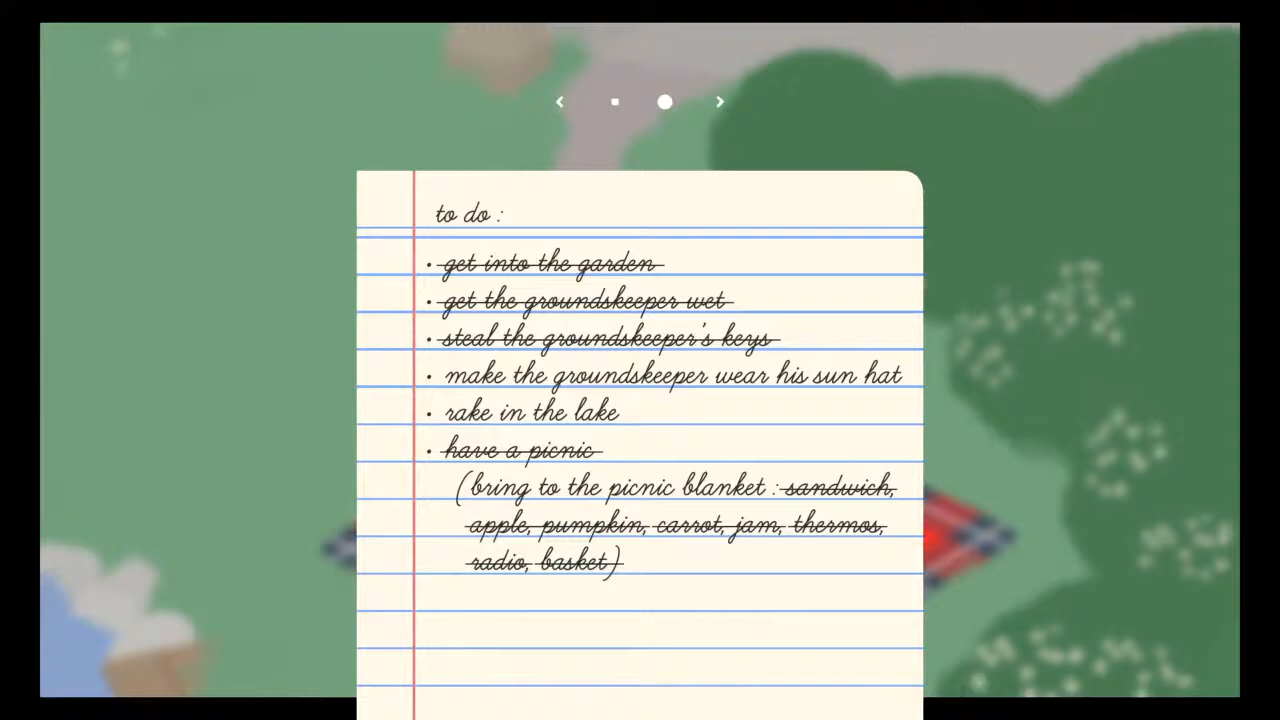 to do :
• get into the garden
• get the groundskeeper wet
• steal the groundskeeper's keys
• make the groundskeeper wear his sun hat
• rake in the lake
• have a picnic
(bring to the picnic blanket : sandwich,
apple, pumpkin, carrot, jam, thermos,
radio, basket)